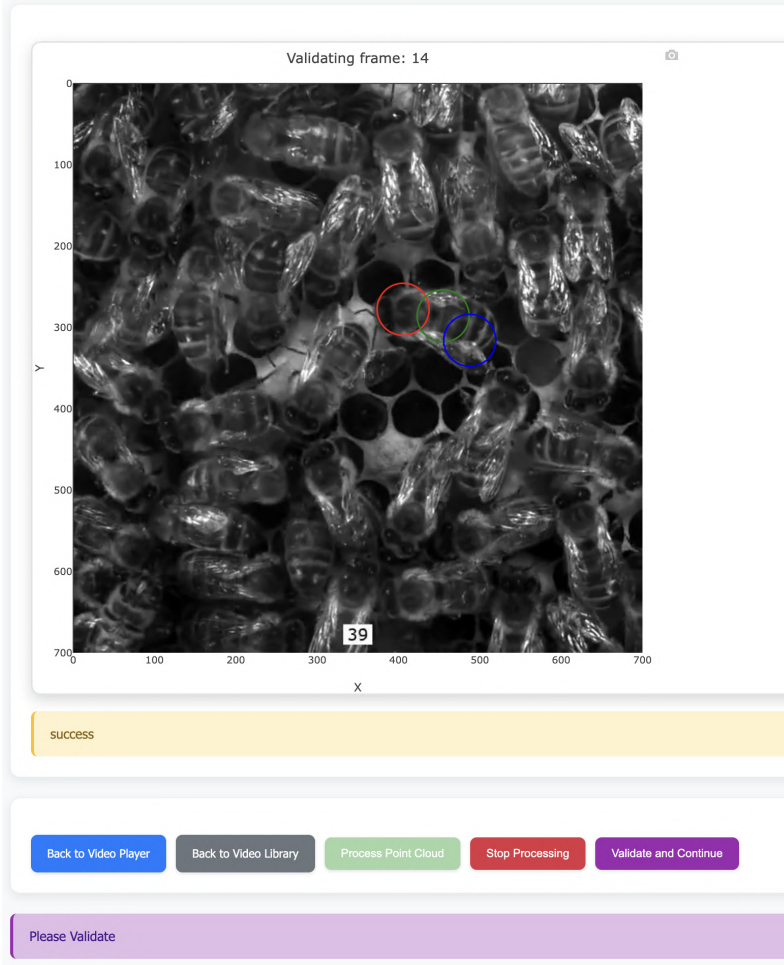 Validating frame: 14
0
100
200
300
400
500
600
700
Y
39
0 100 200 300 400 500 600 700
X
success
Back to Video Player Back to Video Library Process Point Cloud Stop Processing Validate and Continue
Please Validate